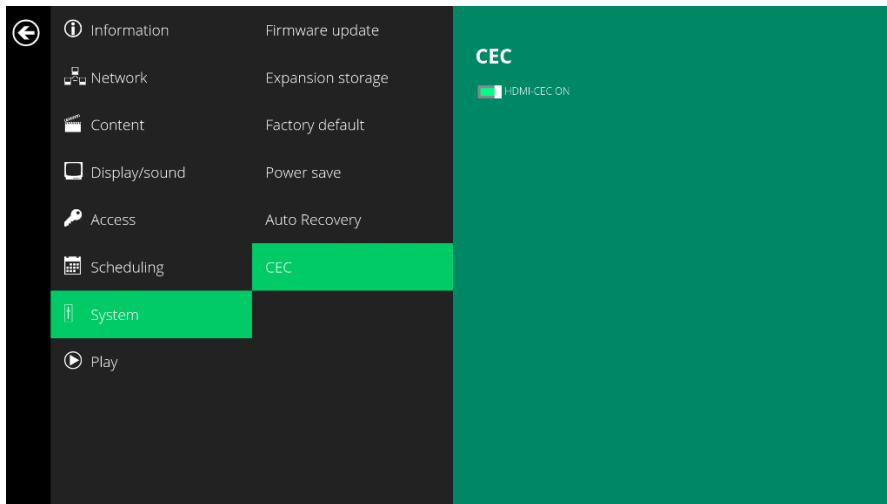 Information
Network
Content
Display/sound
Access
Scheduling
System
Play
Firmware update
Expansion storage
Factory default
Power save
Auto Recovery
CEC
CEC
HDMI-CEC ON